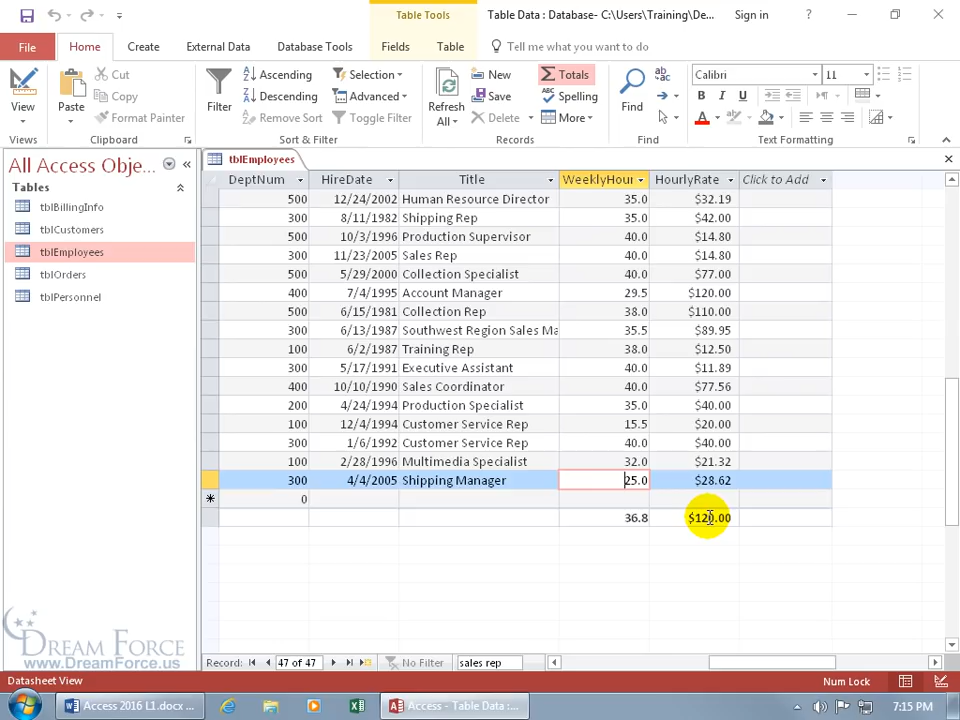 Table Tools
Table Data : Database- C:\Users\Training\De...
Sign in
?
File
Home
Create
External Data
Database Tools
Fields
Table
Tell me what you want to do
View
Views
Paste
Cut
Copy
Format Painter
Clipboard
Filter
Ascending
Descending
Remove Sort
Selection
Advanced
Toggle Filter
Sort & Filter
Refresh
All
New
Save
Delete
Totals
Spelling
More
Records
Find
Find
Calibri
11
B I U
Text Formatting
All Access Obje...
Tables
tblBillingInfo
tblCustomers
tblEmployees
tblOrders
tblPersonnel
tblEmployees
DeptNum HireDate Title WeeklyHour HourlyRate Click to Add
500 12/24/2002 Human Resource Director 35.0 $32.19
300 8/11/1982 Shipping Rep 35.0 $42.00
500 10/3/1996 Production Supervisor 40.0 $14.80
300 11/23/2005 Sales Rep 40.0 $14.80
500 5/29/2000 Collection Specialist 40.0 $77.00
400 7/4/1995 Account Manager 29.5 $120.00
500 6/15/1981 Collection Rep 38.0 $110.00
300 6/13/1987 Southwest Region Sales Ma 35.5 $89.95
100 6/2/1987 Training Rep 38.0 $12.50
300 5/17/1991 Executive Assistant 40.0 $11.89
400 10/10/1990 Sales Coordinator 40.0 $77.56
200 4/24/1994 Production Specialist 35.0 $40.00
100 12/4/1994 Customer Service Rep 15.5 $20.00
300 1/6/1992 Customer Service Rep 40.0 $40.00
100 2/28/1996 Multimedia Specialist 32.0 $21.32
300 4/4/2005 Shipping Manager 25.0 $28.62
* 0
36.8 $120.00
Record: 47 of 47 No Filter sales rep
DREAM FORCE
www.DreamForce.us
Datasheet View
Num Lock
Access 2016 L1.docx ...
Access - Table Data :...
7:15 PM